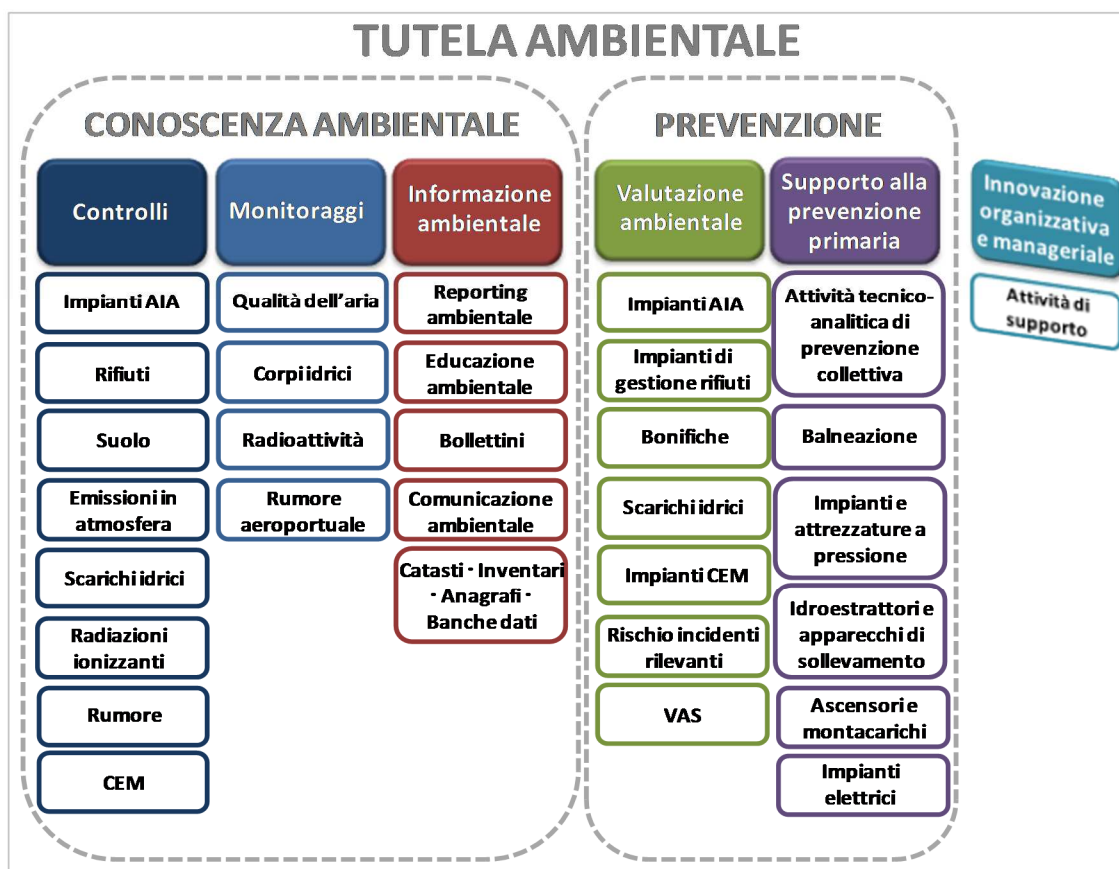 TUTELA AMBIENTALE
CONOSCENZA AMBIENTALE
Controlli
Impianti AIA
Rifiuti
Suolo
Emissioni in
atmosfera
Scarichi idrici
Radiazioni
ionizzanti
Rumore
CEM
Monitoraggi
Qualità dell'aria
Corpi idrici
Radioattività
Rumore
aeroportuale
Informazione
ambientale
Reporting
ambientale
Educazione
ambientale
Bollettini
Comunicazione
ambientale
Catasti - Inventari
- Anagrafi -
Banche dati
PREVENZIONE
Valutazione
ambientale
Impianti AIA
Impianti di
gestione rifiuti
Bonifiche
Scarichi idrici
Impianti CEM
Rischio incidenti
rilevanti
VAS
Supporto alla
prevenzione
primaria
Attività tecnico-
analitica di
prevenzione
collettiva
Balneazione
Impianti e
attrezzature a
pressione
Idroestrattori e
apparecchi di
sollevamento
Ascensori e
montacarichi
Impianti
elettrici
Innovazione
organizzativa
e manageriale
Attività di
supporto